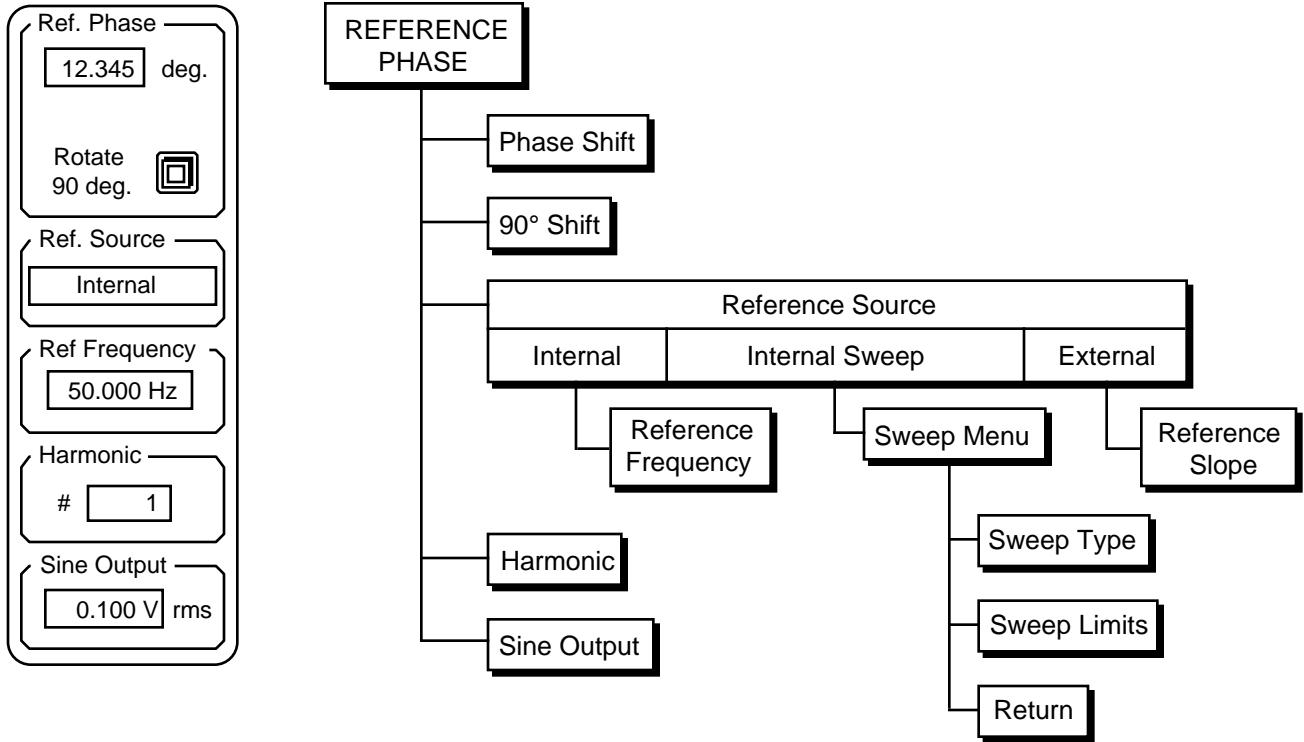 Ref. Phase
12.345 deg.
Rotate
90 deg.
Ref. Source
Internal
Ref Frequency
50.000 Hz
Harmonic
# 1
Sine Output
0.100 V rms
REFERENCE
PHASE
Phase Shift
90° Shift
Reference Source
Internal Internal Sweep External
Reference
Frequency
Sweep Menu
Reference
Slope
Sweep Type
Sweep Limits
Return
Harmonic
Sine Output